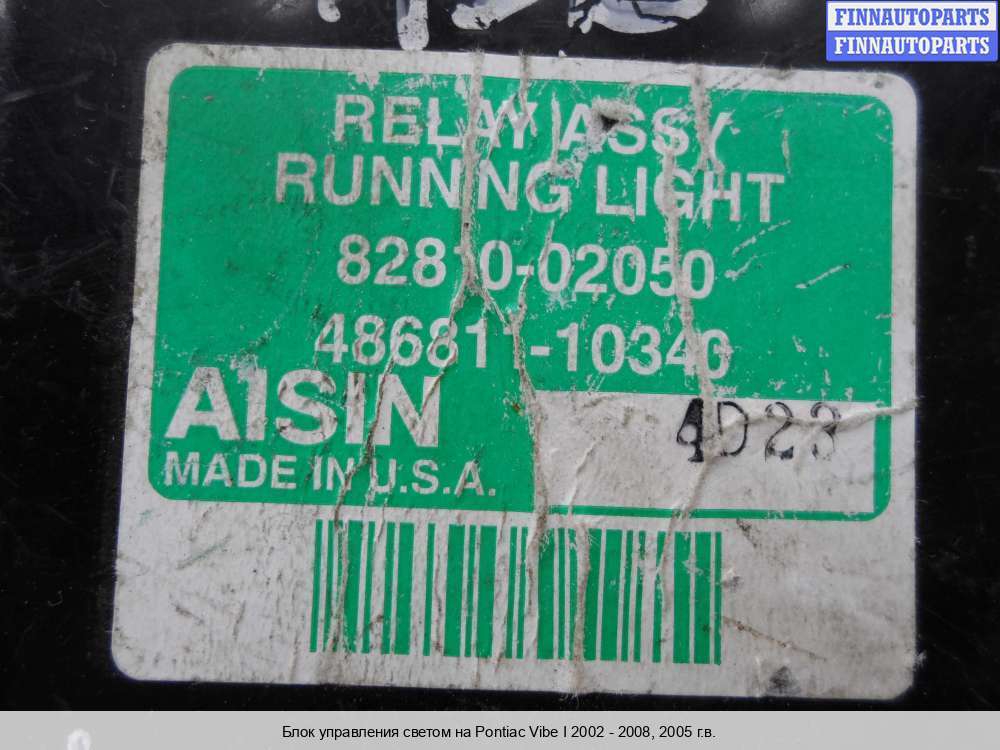 FINNAUTOPARTS
FINNAUTOPARTS
RELAY ASSY
RUNNING LIGHT
82810-02050
48681 -10340
AISIN
4D23
MADE IN U.S.A.
Блок управления светом на Pontiac Vibe I 2002 - 2008, 2005 г.в.